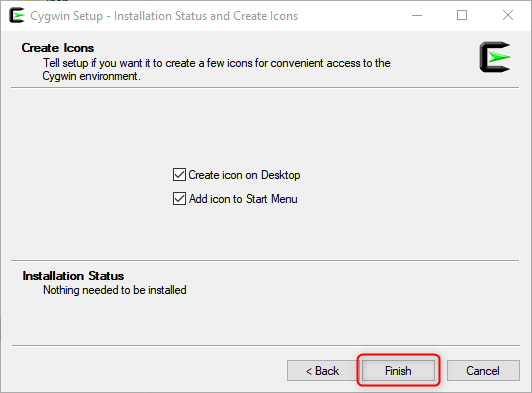 Cygwin Setup - Installation Status and Create Icons
Create Icons
Tell setup if you want it to create a few icons for convenient access to the
Cygwin environment.
Create icon on Desktop
Add icon to Start Menu
Installation Status
Nothing needed to be installed
< Back Finish Cancel